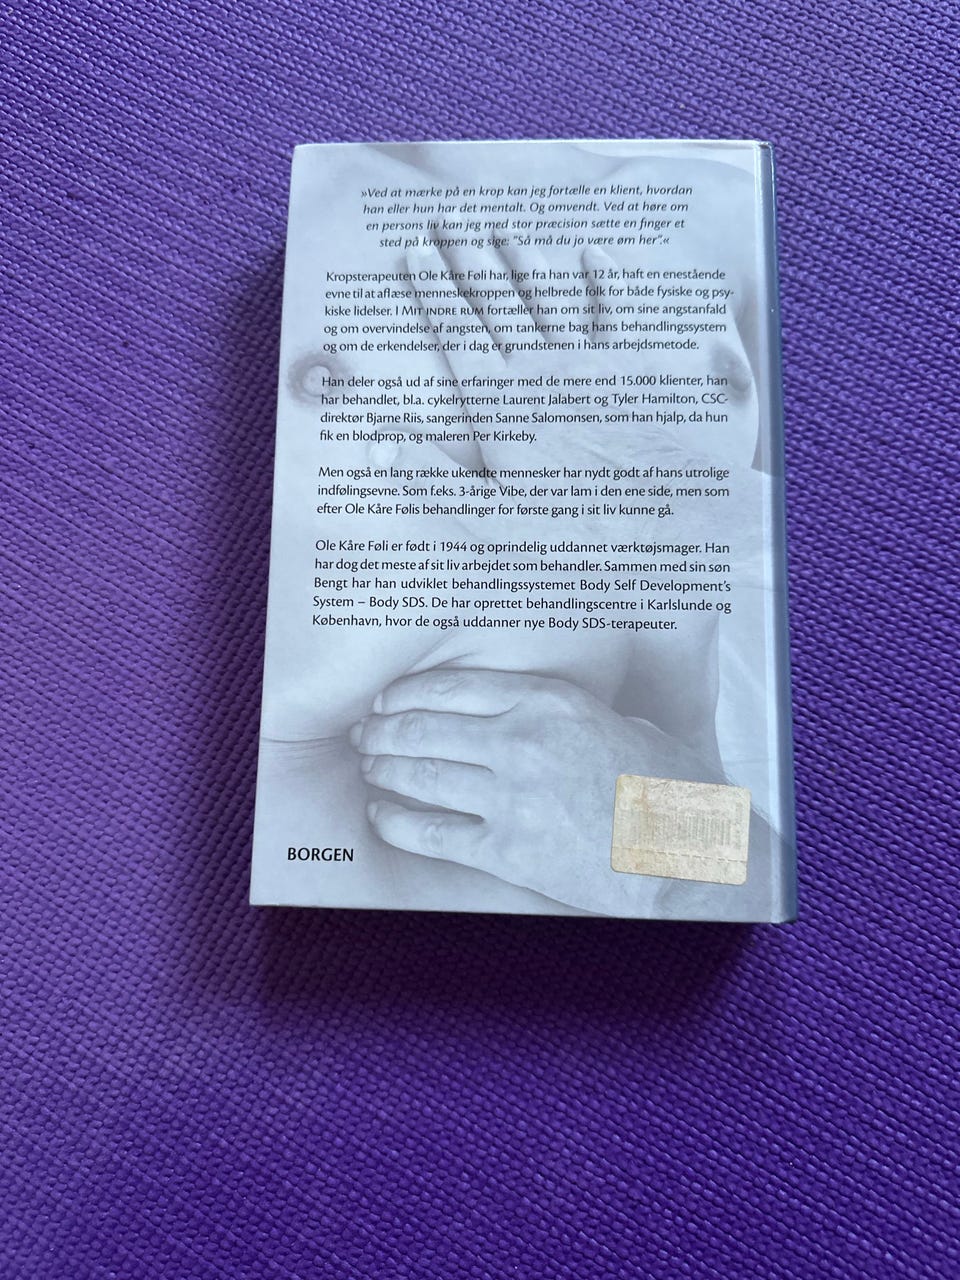 »Ved at mærke på en krop kan jeg fortælle en klient, hvordan
han eller hun har det mentalt. Og omvendt. Ved at høre om
en persons liv kan jeg med stor præcision sætte en finger et
sted på kroppen og sige: "Så må du jo være øm her".«
Kropsterapeuten Ole Kåre Føli har, lige fra han var 12 år, haft en enestående
evne til at aflæse menneskekroppen og helbrede folk for både fysiske og psy-
kiske lidelser. I MIT INDRE RUM fortæller han om sit liv, om sine angstanfald
og om overvindelse af angsten, om tankerne bag hans behandlingssystem
og om de erkendelser, der i dag er grundstenen i hans arbejdsmetode.
Han deler også ud af sine erfaringer med de mere end 15.000 klienter, han
har behandlet, bl.a. cykelrytterne Laurent Jalabert og Tyler Hamilton, CSC-
direktør Bjarne Riis, sangerinden Sanne Salomonsen, som han hjalp, da hun
fik en blodprop, og maleren Per Kirkeby.
Men også en lang række ukendte mennesker har nydt godt af hans utrolige
indfølingsevne. Som f.eks. 3-årige Vibe, der var lam i den ene side, men som
efter Ole Kåre Følis behandlinger for første gang i sit liv kunne gå.
Ole Kåre Føli er født i 1944 og oprindelig uddannet værktøjsmager. Han
har dog det meste af sit liv arbejdet som behandler. Sammen med sin søn
Bengt har han udviklet behandlingssystemet Body Self Development's
System – Body SDS. De har oprettet behandlingscentre i Karlslunde og
København, hvor de også uddanner nye Body SDS-terapeuter.
BORGEN